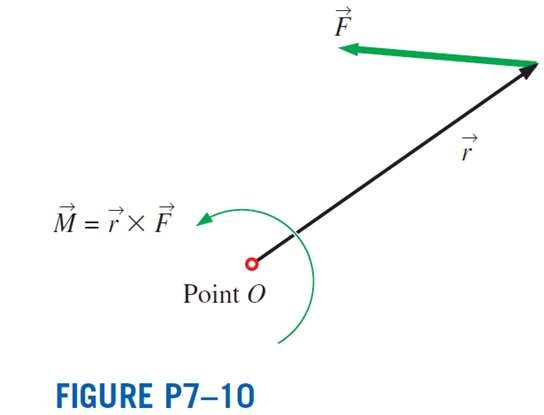 F⃗
r⃗
M⃗ = r⃗ × F⃗
Point O
FIGURE P7–10